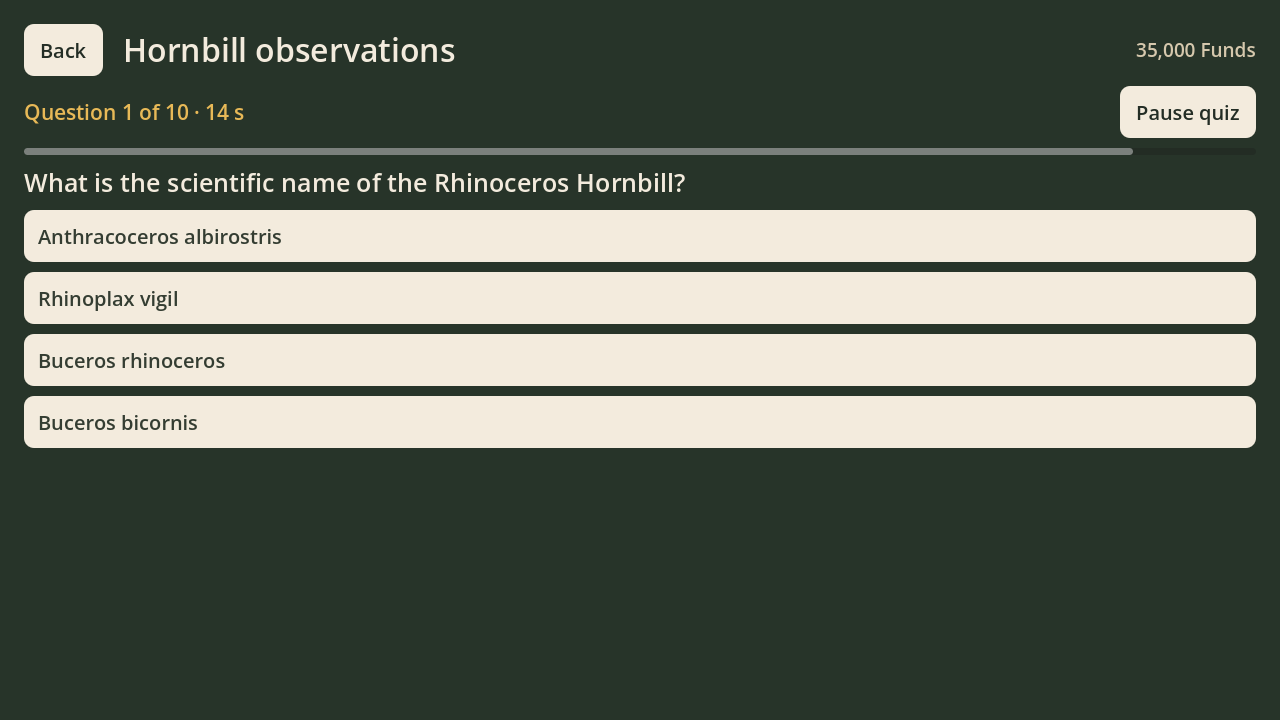 Back
Hornbill observations
35,000 Funds
Question 1 of 10 · 14 s
Pause quiz
What is the scientific name of the Rhinoceros Hornbill?
Anthracoceros albirostris
Rhinoplax vigil
Buceros rhinoceros
Buceros bicornis